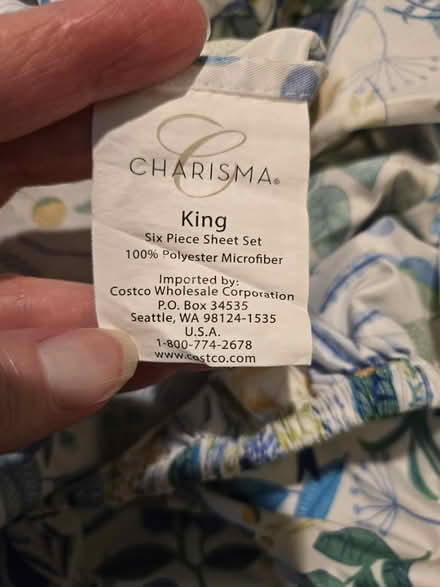 C
CHARISMA®
King
Six Piece Sheet Set
100% Polyester Microfiber
Imported by:
Costco Wholesale Corporation
P.O. Box 34535
Seattle, WA 98124-1535
U.S.A.
1-800-774-2678
www.costco.com